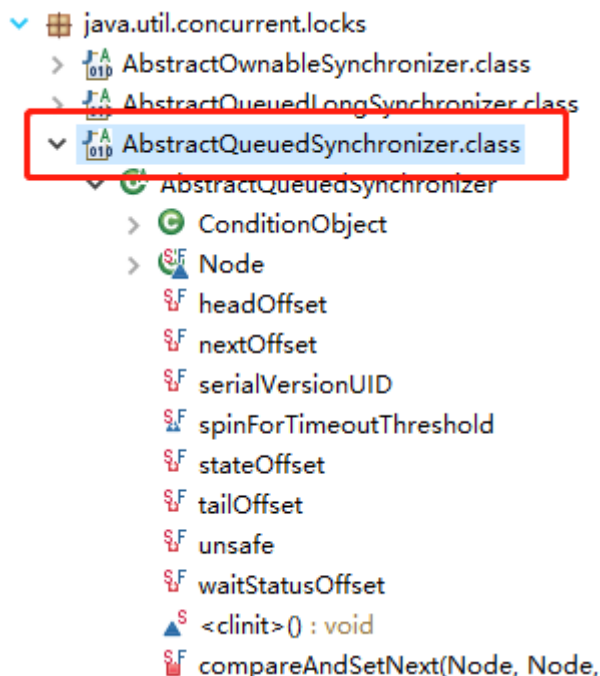 java.util.concurrent.locks
AbstractOwnableSynchronizer.class
AbstractQueuedLongSynchronizer.class
AbstractQueuedSynchronizer.class
AbstractQueuedSynchronizer
ConditionObject
Node
headOffset
nextOffset
serialVersionUID
spinForTimeoutThreshold
stateOffset
tailOffset
unsafe
waitStatusOffset
<clinit>() : void
compareAndSetNext(Node, Node,